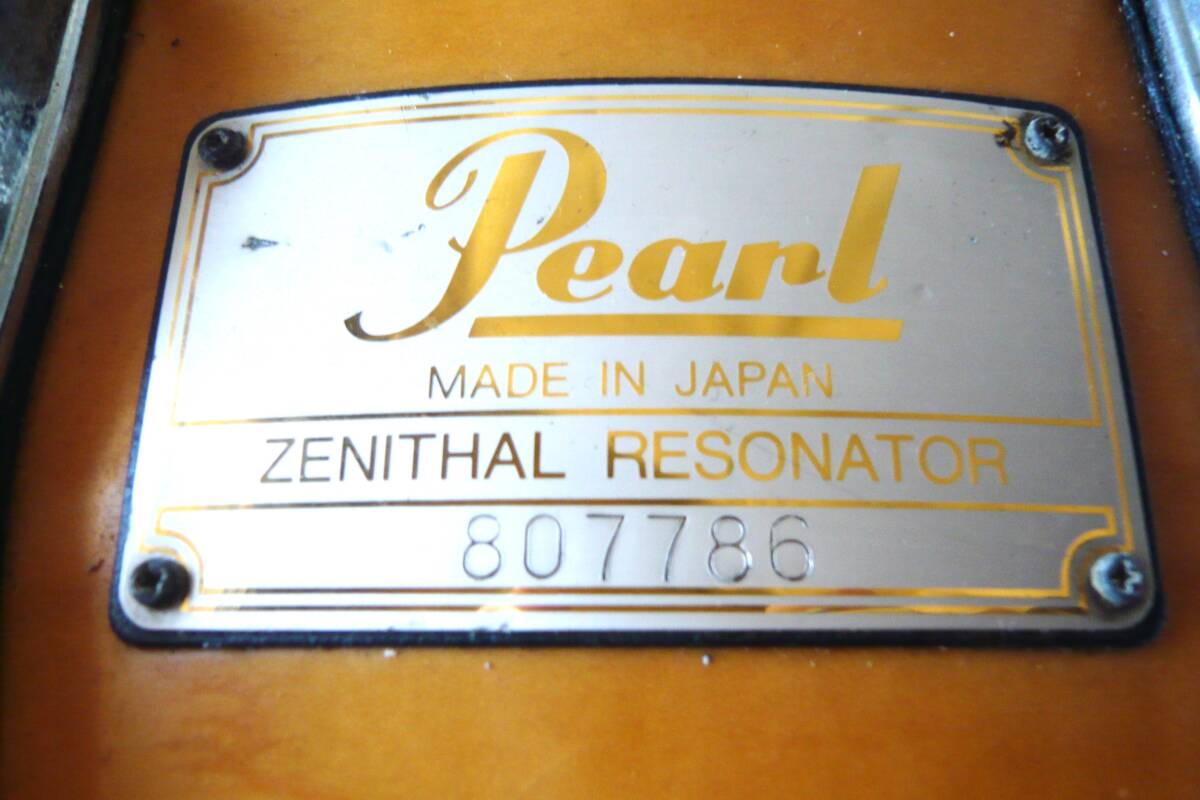 Pearl
MADE IN JAPAN
ZENITHAL RESONATOR
807786